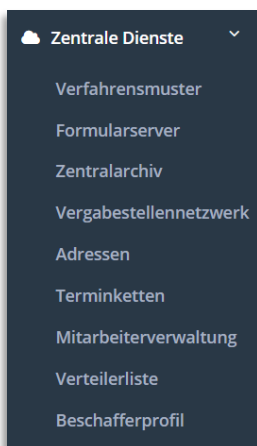 Zentrale Dienste
Verfahrensmuster
Formularserver
Zentralarchiv
Vergabestellennetzwerk
Adressen
Terminketten
Mitarbeiterverwaltung
Verteilerliste
Beschafferprofil